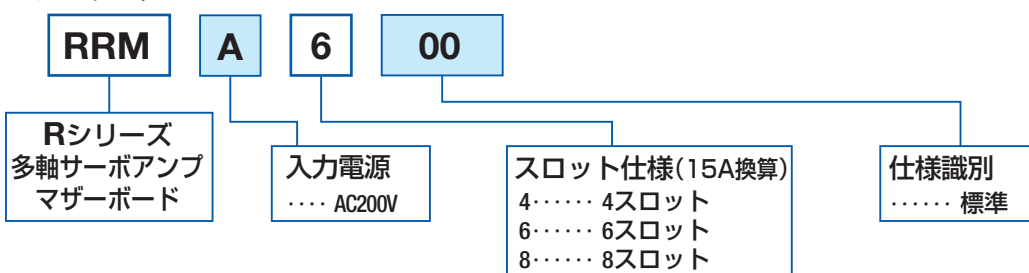 RRM A 6 00
Rシリーズ
多軸サーボアンプ
マザーボード
入力電源
‥‥ AC200V
スロット仕様(15A換算)
4‥‥‥ 4スロット
6‥‥‥ 6スロット
8‥‥‥ 8スロット
仕様識別
‥‥‥ 標準